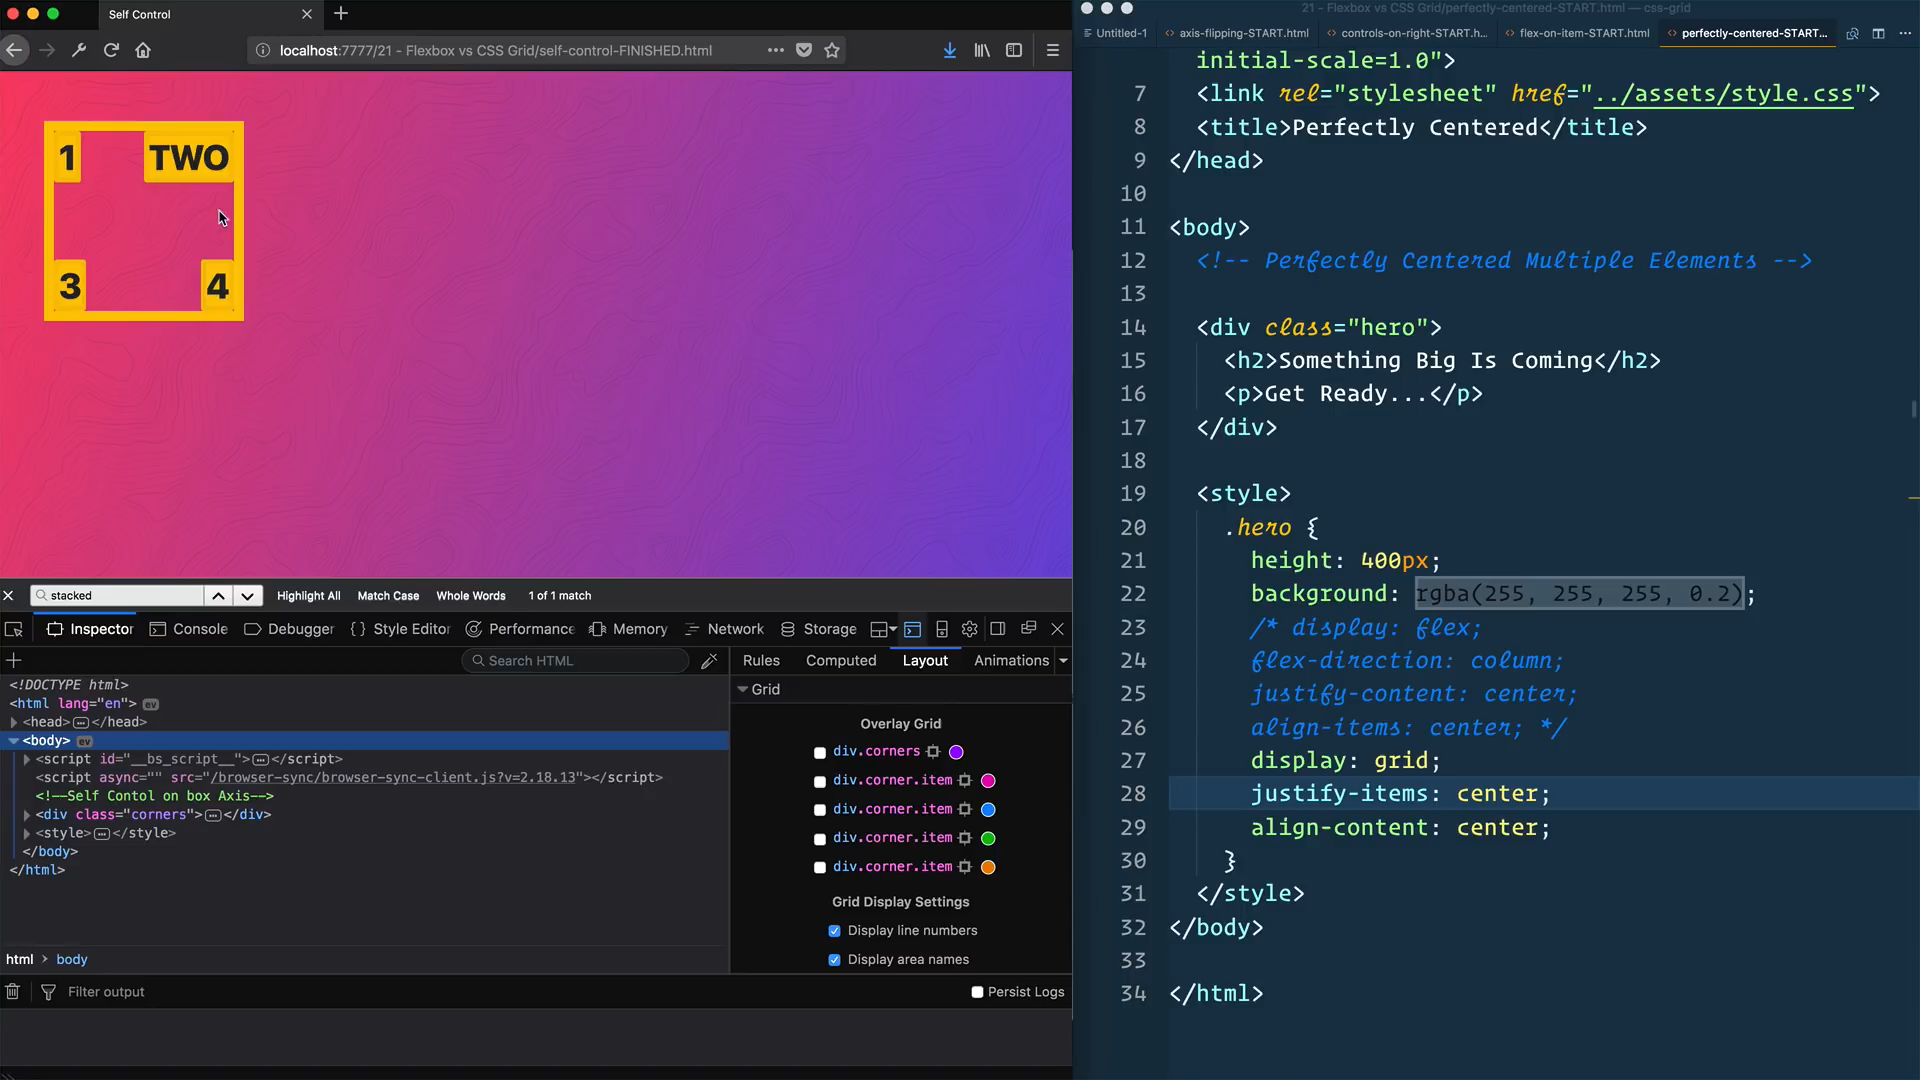 Self Control
localhost:7777/21 - Flexbox vs CSS Grid/self-control-FINISHED.html
1
TWO
3
4
stacked
Highlight All
Match Case
Whole Words
1 of 1 match
Inspector
Console
Debugger
{ } Style Editor
Performance
Memory
Network
Storage
Search HTML
<!DOCTYPE html>
<html lang="en"> ev
<head></head>
<body> ev
<script id="__bs_script__"></script>
<script async="" src="/browser-sync/browser-sync-client.js?v=2.18.13"></script>
<!--Self Contol on box Axis-->
<div class="corners"></div>
<style></style>
</body>
</html>
html > body
Rules
Computed
Layout
Animations
Grid
Overlay Grid
div.corners
div.corner.item
div.corner.item
div.corner.item
div.corner.item
Grid Display Settings
Display line numbers
Display area names
Filter output
Persist Logs
21 - Flexbox vs CSS Grid/perfectly-centered-START.html — css-grid
Untitled-1
axis-flipping-START.html
controls-on-right-START.h...
flex-on-item-START.html
perfectly-centered-START...
initial-scale=1.0">
7 <link rel="stylesheet" href="../assets/style.css">
8 <title>Perfectly Centered</title>
9 </head>
10
11 <body>
12 <!-- Perfectly Centered Multiple Elements -->
13
14 <div class="hero">
15 <h2>Something Big Is Coming</h2>
16 <p>Get Ready...</p>
17 </div>
18
19 <style>
20 .hero {
21 height: 400px;
22 background: rgba(255, 255, 255, 0.2);
23 /* display: flex;
24 flex-direction: column;
25 justify-content: center;
26 align-items: center; */
27 display: grid;
28 justify-items: center;
29 align-content: center;
30 }
31 </style>
32 </body>
33
34 </html>